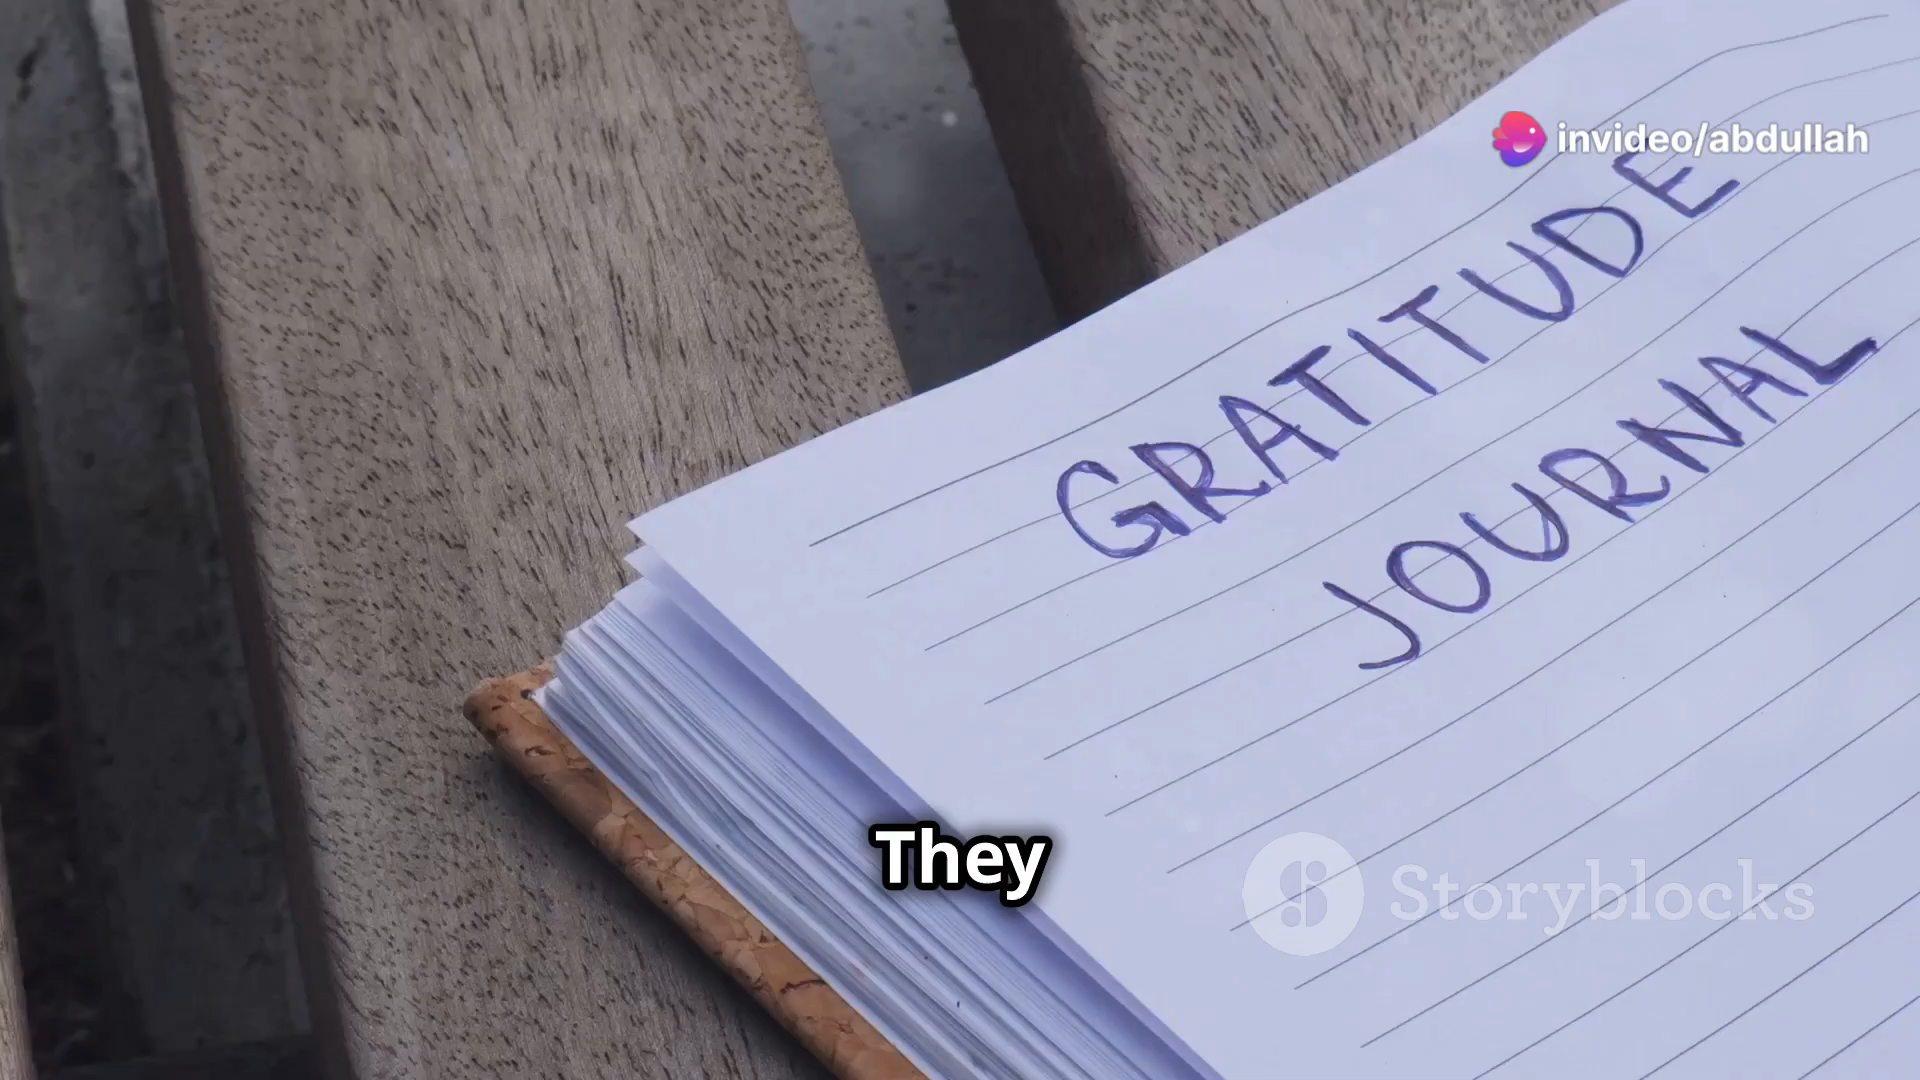 invideo/abdullah
GRATITUDE
JOURNAL
They
Storyblocks